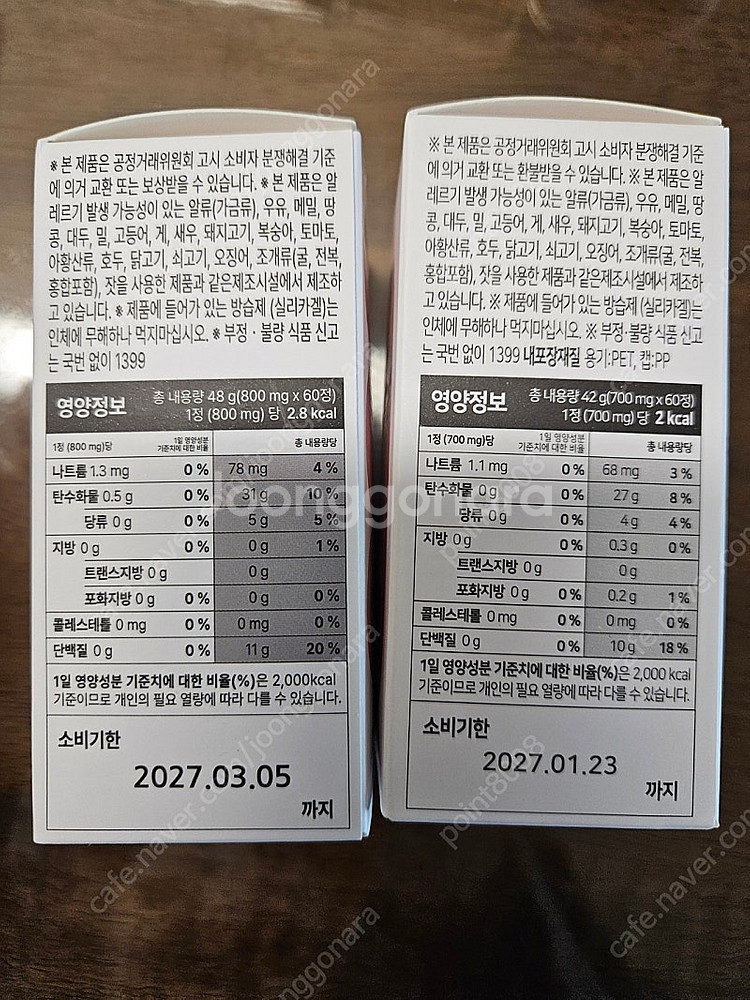 ※ 본 제품은 공정거래위원회 고시 소비자 분쟁해결 기준
에 의거 교환 또는 보상받을 수 있습니다. ※ 본 제품은 알
레르기 발생 가능성이 있는 알류(가금류), 우유, 메밀, 땅
콩, 대두, 밀, 고등어, 게, 새우, 돼지고기, 복숭아, 토마토,
아황산류, 호두, 닭고기, 쇠고기, 오징어, 조개류(굴, 전복,
홍합포함), 잣을 사용한 제품과 같은제조시설에서 제조하
고 있습니다. ※ 제품에 들어가 있는 방습제 (실리카겔)는
인체에 무해하나 먹지마십시오. ※ 부정 · 불량 식품 신고
는 국번 없이 1399
영양정보
총 내용량 48 g(800 mg x 60정)
1정 (800 mg) 당 2.8 kcal
1정 (800 mg)당 1일 영양성분 기준치에 대한 비율 총 내용량당
나트륨 1.3 mg 0 % 78 mg 4 %
탄수화물 0.5 g 0 % 31 g 10 %
당류 0 g 0 % 5 g 5 %
지방 0 g 0 % 0 g 1 %
트랜스지방 0 g 0 g
포화지방 0 g 0 % 0 g 0 %
콜레스테롤 0 mg 0 % 0 mg 0 %
단백질 0 g 0 % 11 g 20 %
1일 영양성분 기준치에 대한 비율(%)은 2,000kcal
기준이므로 개인의 필요 열량에 따라 다를 수 있습니다.
소비기한
2027.03.05
까지
※ 본 제품은 공정거래위원회 고시 소비자 분쟁해결 기준
에 의거 교환 또는 환불받을 수 있습니다. ※ 본 제품은 알
레르기 발생 가능성이 있는 알류(가금류), 우유, 메밀, 땅
콩, 대두, 밀, 고등어, 게, 새우, 돼지고기, 복숭아, 토마토,
아황산류, 호두, 닭고기, 쇠고기, 오징어, 조개류(굴, 전복,
홍합포함), 잣을 사용한 제품과 같은제조시설에서 제조하
고 있습니다. ※ 제품에 들어가 있는 방습제 (실리카겔)는
인체에 무해하나 먹지마십시오. ※ 부정·불량 식품 신고
는 국번 없이 1399 내포장재질 용기:PET, 캡:PP
영양정보
총 내용량 42 g(700 mg x 60정)
1정 (700 mg) 당 2 kcal
1정 (700 mg)당 1일 영양성분 기준치에 대한 비율 총 내용량당
나트륨 1.1 mg 0 % 68 mg 3 %
탄수화물 0 g 0 % 27 g 8 %
당류 0 g 0 % 4 g 4 %
지방 0 g 0 % 0.3 g 0 %
트랜스지방 0 g 0 g
포화지방 0 g 0 % 0.2 g 1 %
콜레스테롤 0 mg 0 % 0 mg 0 %
단백질 0 g 0 % 10 g 18 %
1일 영양성분 기준치에 대한 비율(%)은 2,000 kcal
기준이므로 개인의 필요 열량에 따라 다를 수 있습니다.
소비기한
2027.01.23
까지
joonggonara
cafe.naver.com/joonggonara
point8088
cafe.naver.com